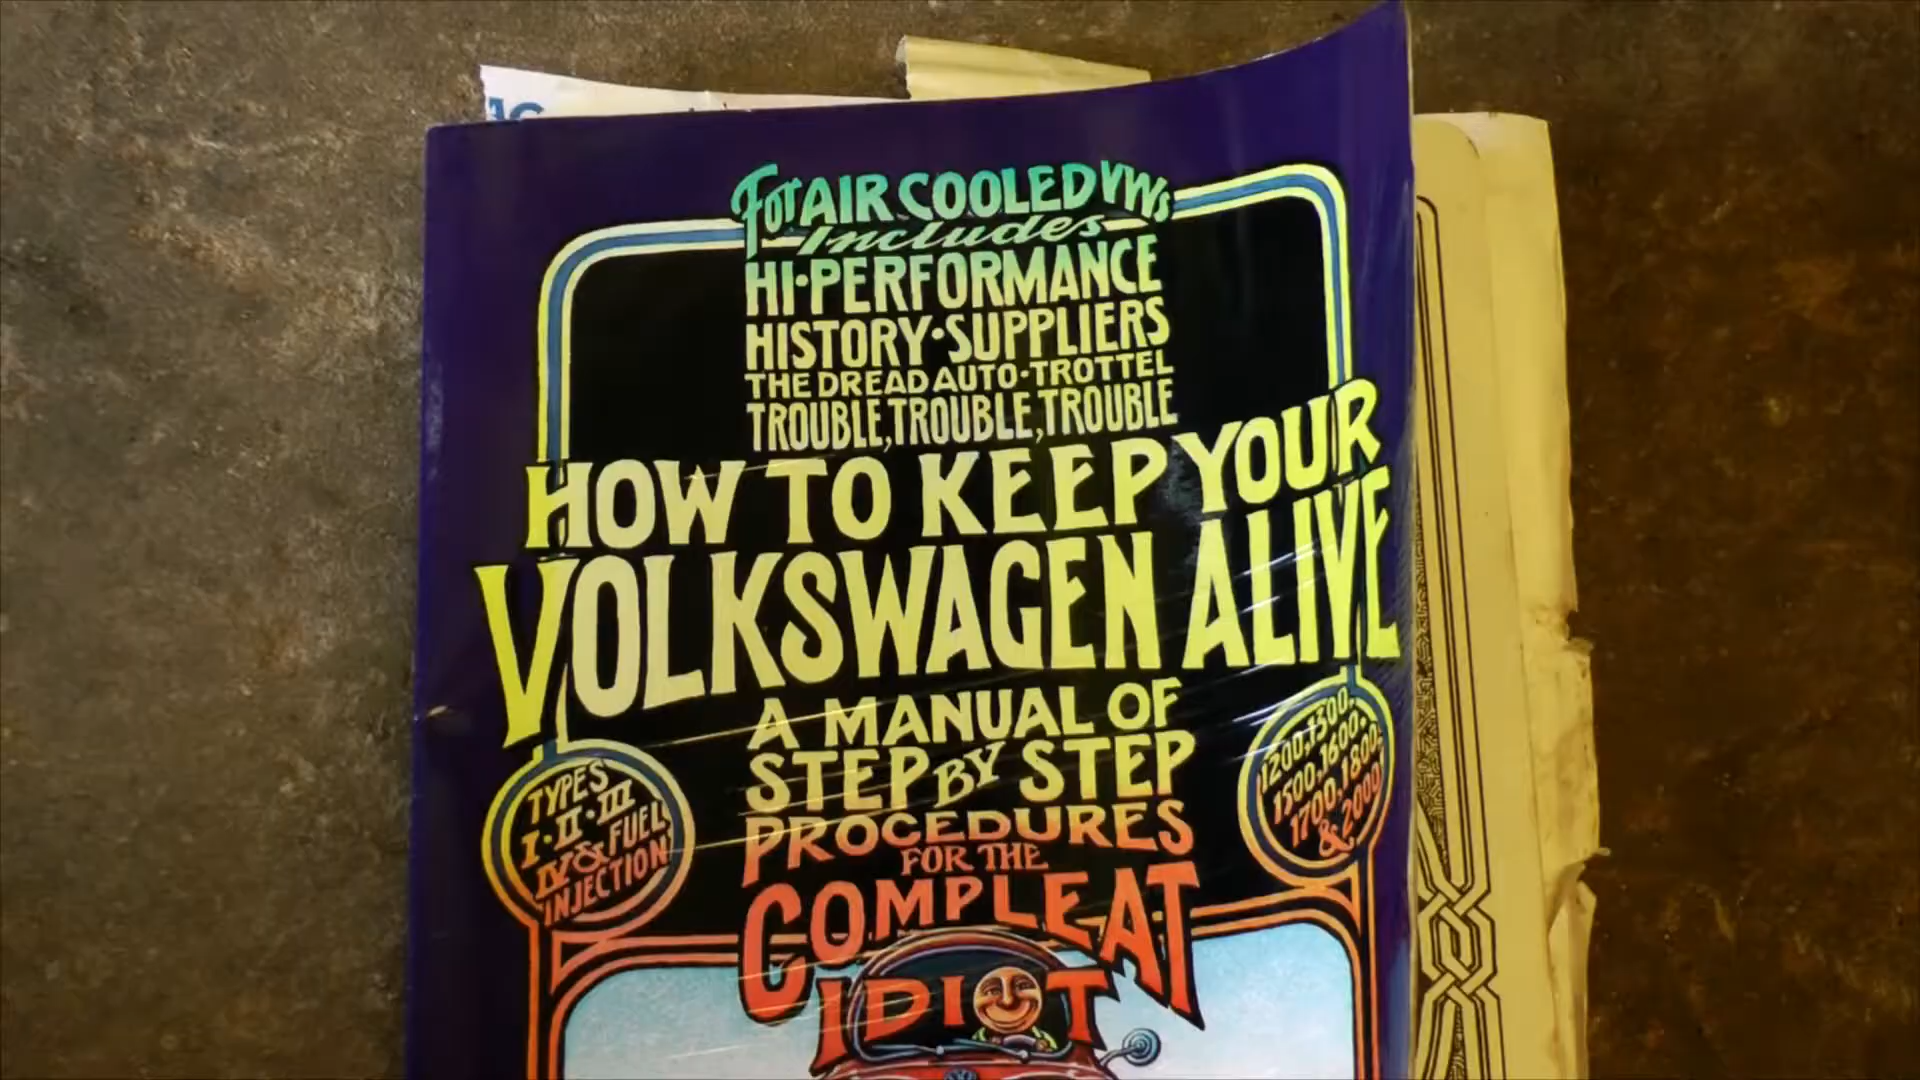 For AIR COOLED VWs
Includes
HI·PERFORMANCE
HISTORY·SUPPLIERS
THE DREAD AUTO·TROTTEL
TROUBLE, TROUBLE, TROUBLE
HOW TO KEEP YOUR
VOLKSWAGEN ALIVE
A MANUAL OF
STEP BY STEP
PROCEDURES
FOR THE
COMPLEAT
IDIOT
TYPES
I·II·III
IV & FUEL
INJECTION
1200, 1300,
1500, 1600,
1700, 1800,
& 2000